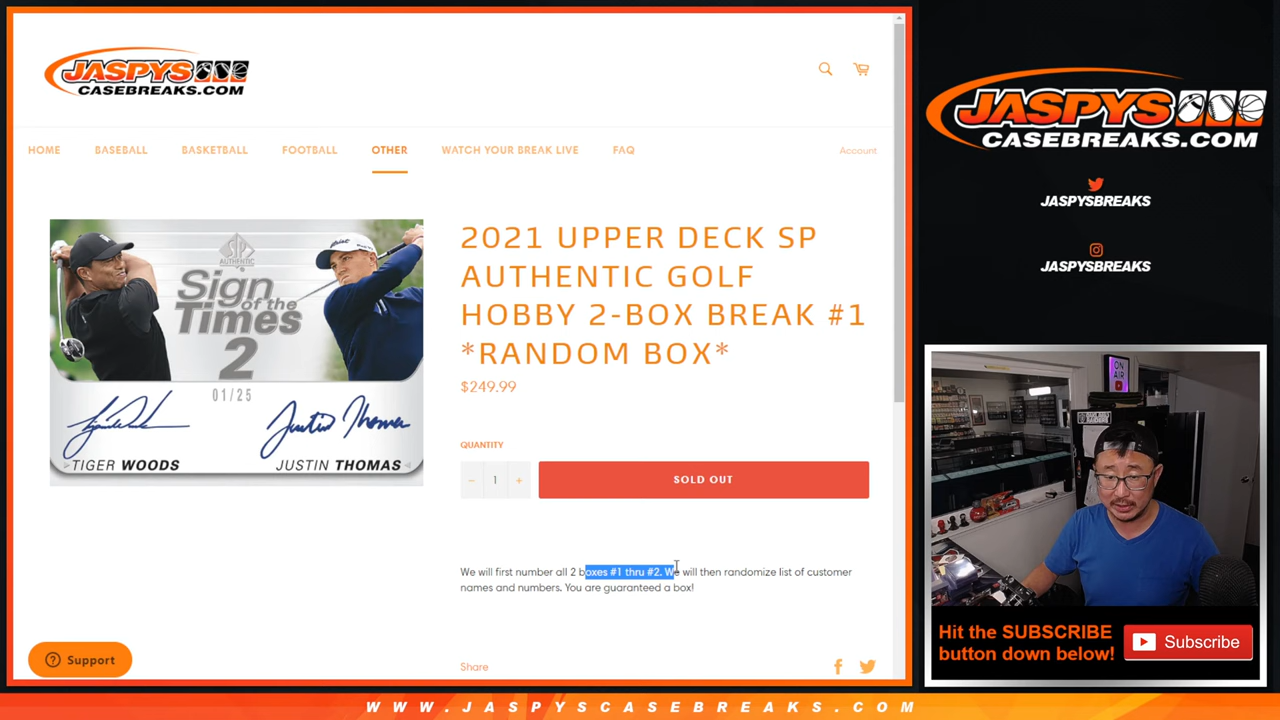 JASPYS
CASEBREAKS.COM
HOME BASEBALL BASKETBALL FOOTBALL OTHER WATCH YOUR BREAK LIVE FAQ Account
2021 UPPER DECK SP
AUTHENTIC GOLF
HOBBY 2-BOX BREAK #1
*RANDOM BOX*
$249.99
SP
AUTHENTIC
Sign
of the
Times
2
01/25
TIGER WOODS
JUSTIN THOMAS
QUANTITY
− 1 +
SOLD OUT
We will first number all 2 boxes #1 thru #2. We will then randomize list of customer
names and numbers. You are guaranteed a box!
Support
Share
JASPYS
CASEBREAKS.COM
JASPYSBREAKS
JASPYSBREAKS
ON
AIR
Hit the SUBSCRIBE
button down below!
Subscribe
WWW.JASPYSCASEBREAKS.COM